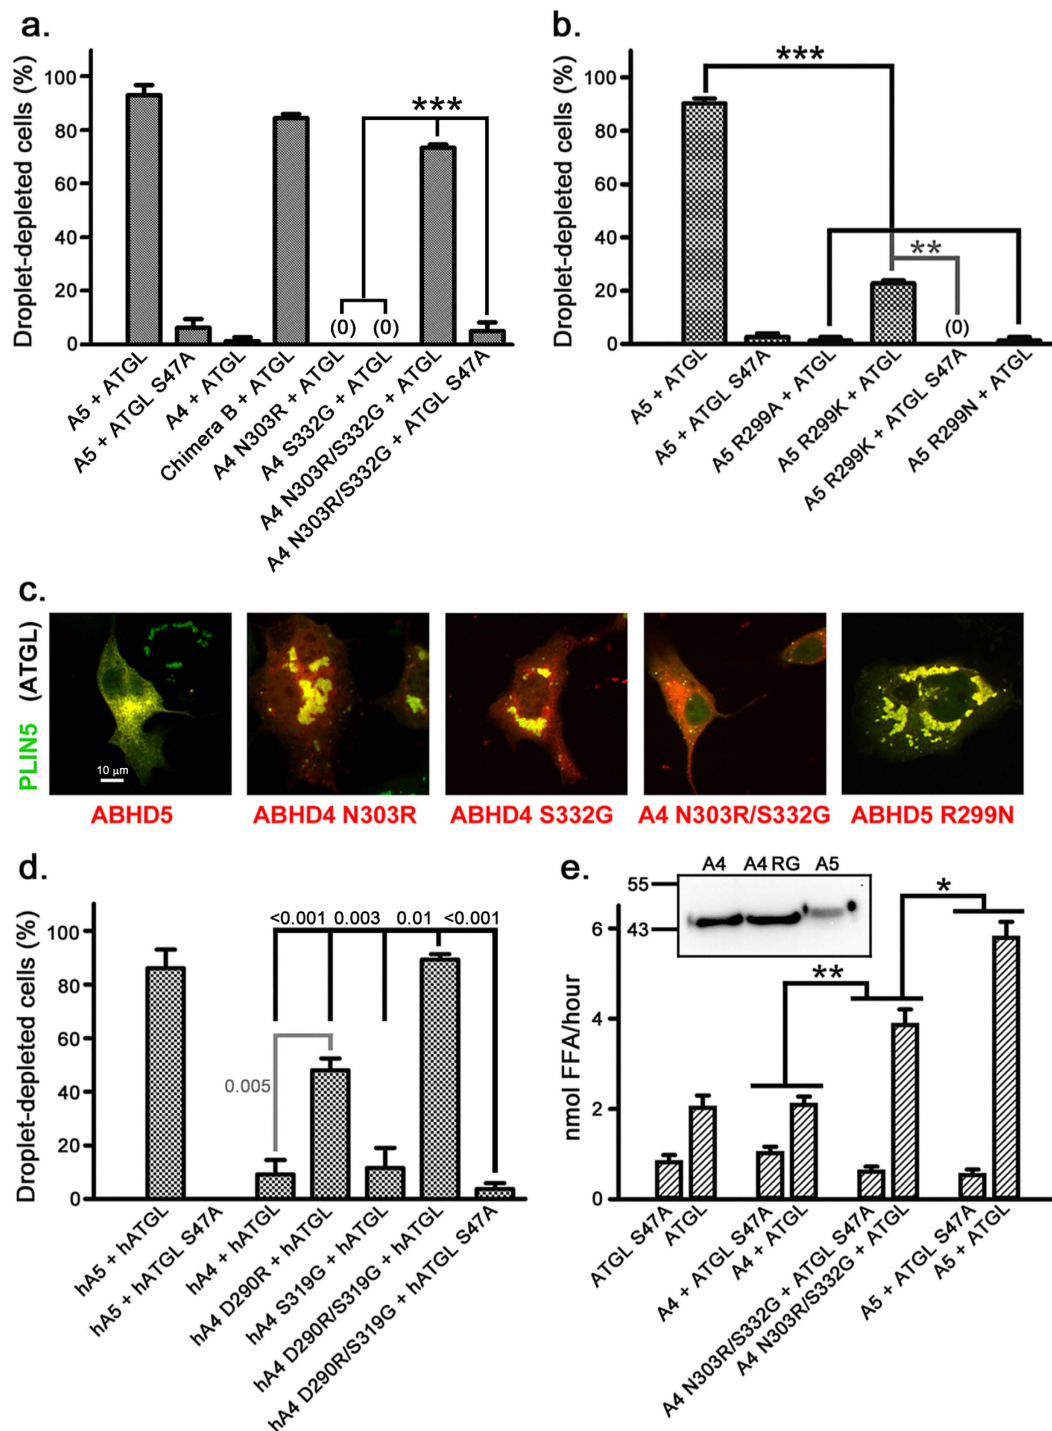 a.
Droplet-depleted cells (%)
100
80
60
40
20
0
***
(0)
(0)
A5 + ATGL
A5 + ATGL S47A
A4 + ATGL
Chimera B + ATGL
A4 N303R + ATGL
A4 S332G + ATGL
A4 N303R/S332G + ATGL
A4 N303R/S332G + ATGL S47A
b.
Droplet-depleted cells (%)
100
80
60
40
20
0
***
**
(0)
A5 + ATGL
A5 + ATGL S47A
A5 R299A + ATGL
A5 R299K + ATGL
A5 R299K + ATGL S47A
A5 R299N + ATGL
c.
PLIN5 (ATGL)
10 µm
ABHD5
ABHD4 N303R
ABHD4 S332G
A4 N303R/S332G
ABHD5 R299N
d.
Droplet-depleted cells (%)
100
80
60
40
20
0
<0.001 0.003 0.01 <0.001
0.005
hA5 + hATGL
hA5 + hATGL S47A
hA4 + hATGL
hA4 D290R + hATGL
hA4 S319G + hATGL
hA4 D290R/S319G + hATGL
hA4 D290R/S319G + hATGL S47A
e.
A4 A4 RG A5
55
43
nmol FFA/hour
6
4
2
0
**
*
ATGL S47A
ATGL
A4 + ATGL S47A
A4 + ATGL
A4 N303R/S332G + ATGL S47A
A4 N303R/S332G + ATGL
A5 + ATGL S47A
A5 + ATGL